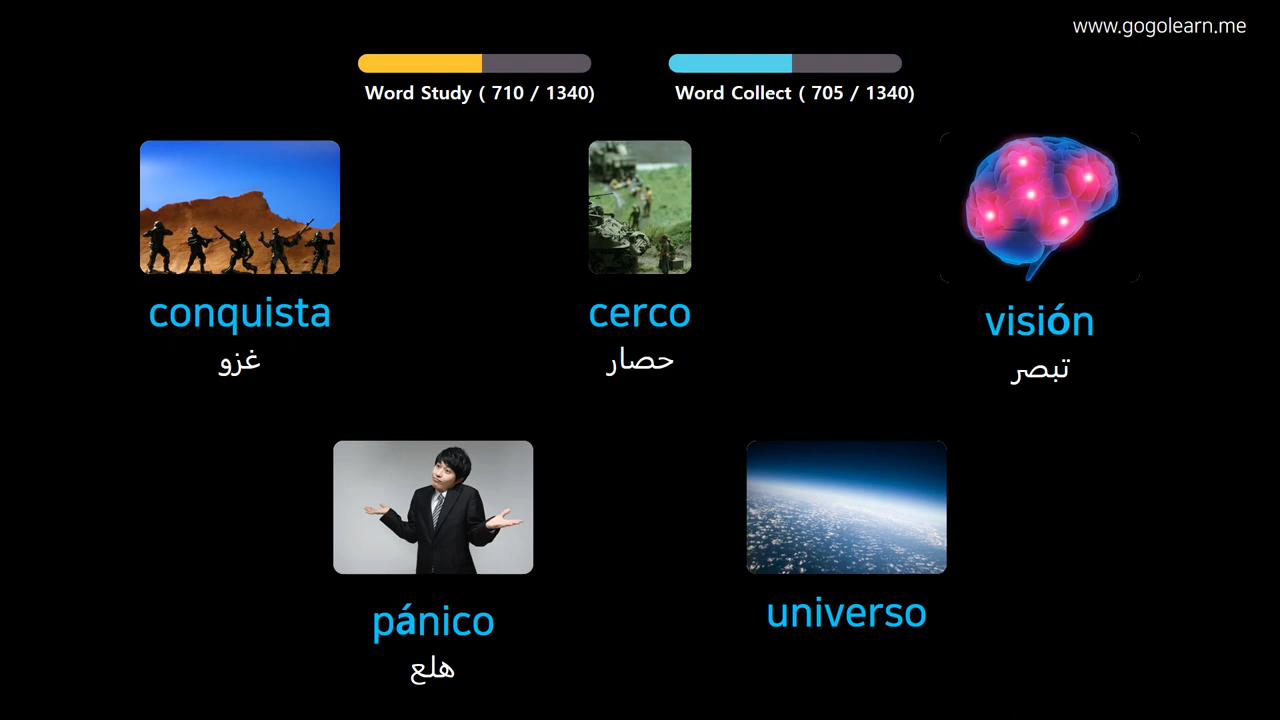 www.gogolearn.me
Word Study ( 710 / 1340)
Word Collect ( 705 / 1340)
conquista
غزو
cerco
حصار
visión
تبصر
pánico
هلع
universo